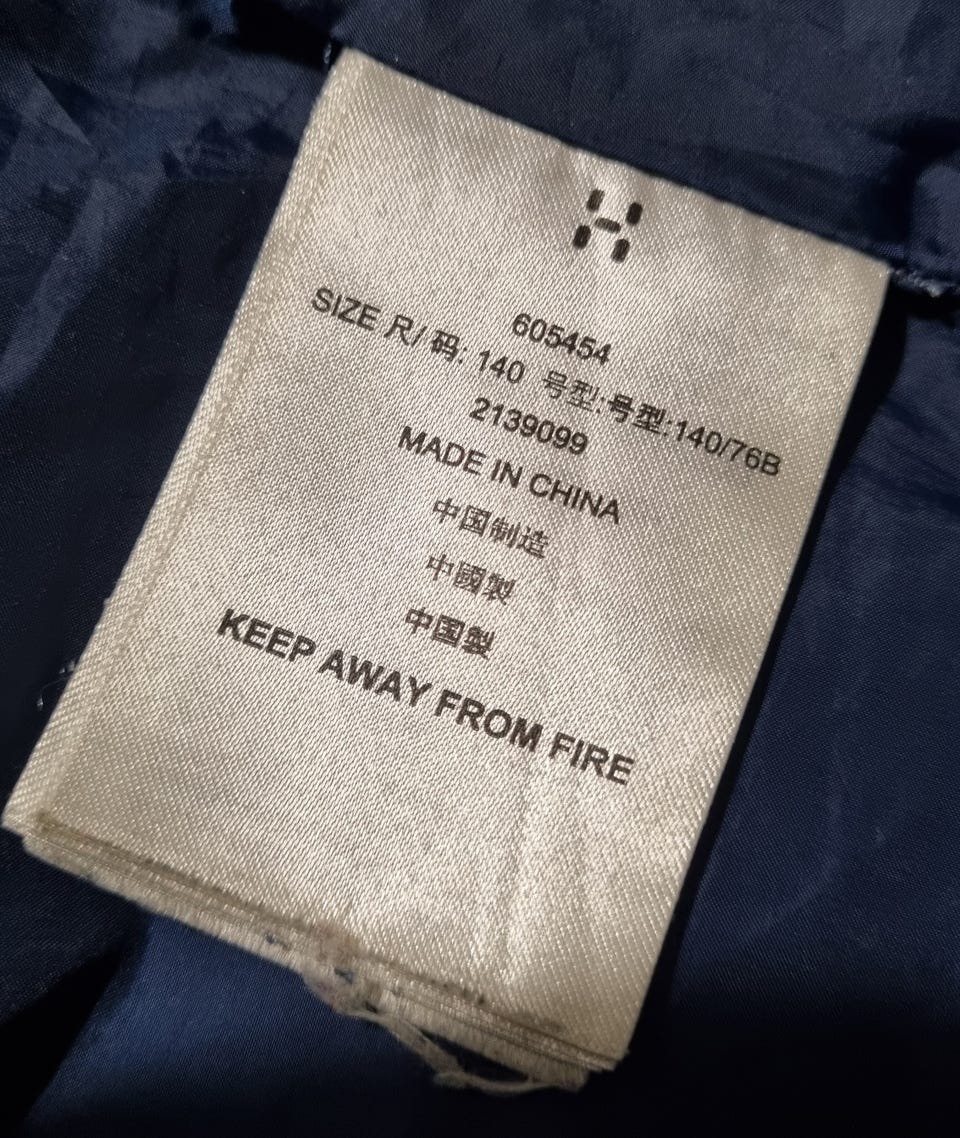 605454
SIZE 尺/ 码: 140 号型:号型:140/76B
2139099
MADE IN CHINA
中国制造
中國製
中国製
KEEP AWAY FROM FIRE